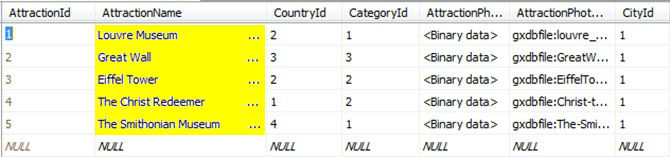 AttractionId AttractionName CountryId CategoryId AttractionPh... AttractionPhot... CityId
1 Louvre Museum ... 2 1 <Binary data> gxdbfile:louvre_... 1
2 Great Wall ... 3 3 <Binary data> gxdbfile:GreatW... 1
3 Eiffel Tower ... 2 2 <Binary data> gxdbfile:EiffelTo... 1
4 The Christ Redeemer ... 1 2 <Binary data> gxdbfile:Christ-t... 1
5 The Smithonian Museum ... 4 1 <Binary data> gxdbfile:The-Smi... 1
NULL NULL NULL NULL NULL NULL NULL